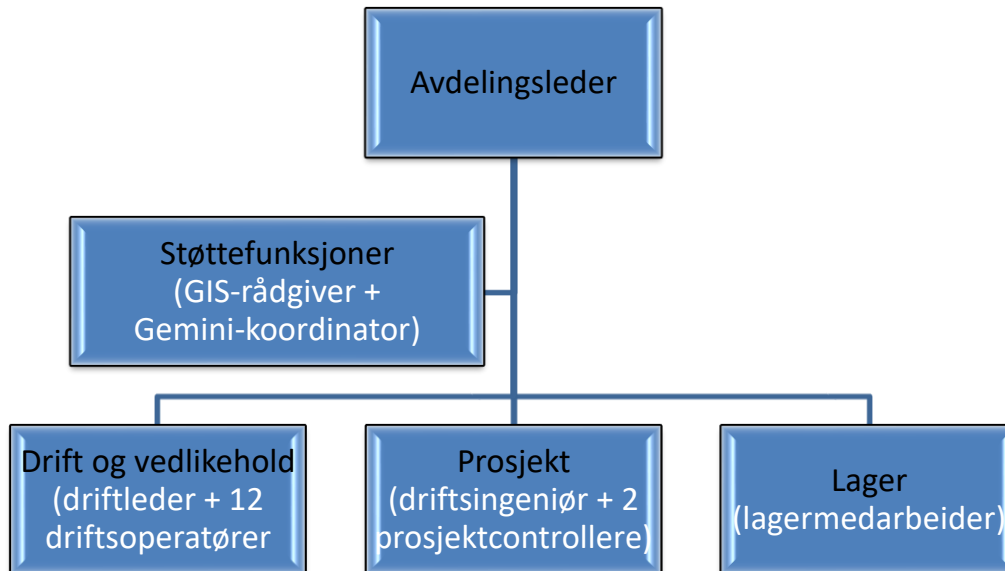 Avdelingsleder
Støttefunksjoner
(GIS-rådgiver +
Gemini-koordinator)
Drift og vedlikehold
(driftleder + 12
driftsoperatører
Prosjekt
(driftsingeniør + 2
prosjektcontrollere)
Lager
(lagermedarbeider)